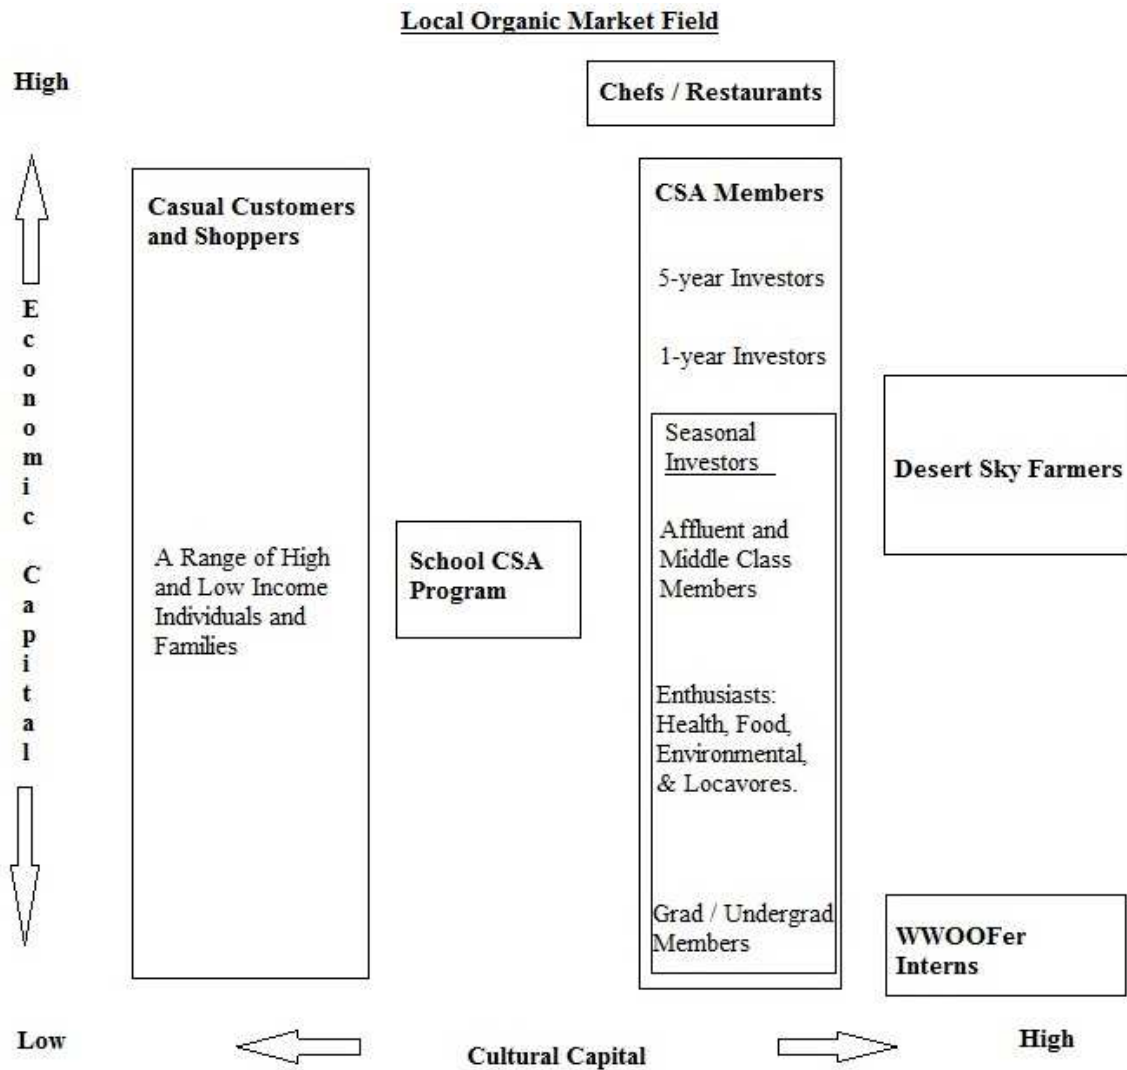 Local Organic Market Field
High
Chefs / Restaurants
Casual Customers
and Shoppers
CSA Members
5-year Investors
1-year Investors
Seasonal
Investors
Affluent and
Middle Class
Members
Enthusiasts:
Health, Food,
Environmental,
& Locavores.
Grad / Undergrad
Members
Economic Capital
A Range of High
and Low Income
Individuals and
Families
School CSA
Program
Desert Sky Farmers
WWOOFer
Interns
Low
Cultural Capital
High